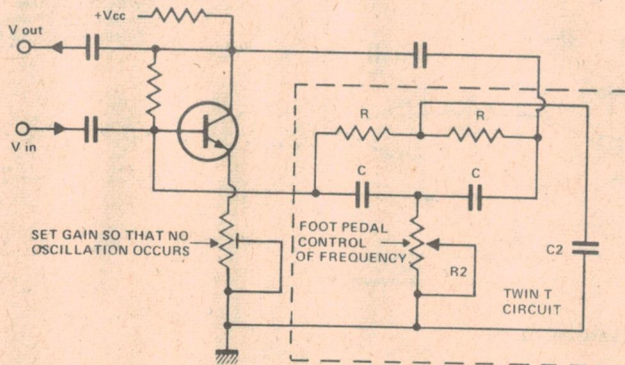 +Vcc
V out
V in
R
R
C
C
SET GAIN SO THAT NO
OSCILLATION OCCURS
FOOT PEDAL
CONTROL
OF FREQUENCY
R2
C2
TWIN T
CIRCUIT